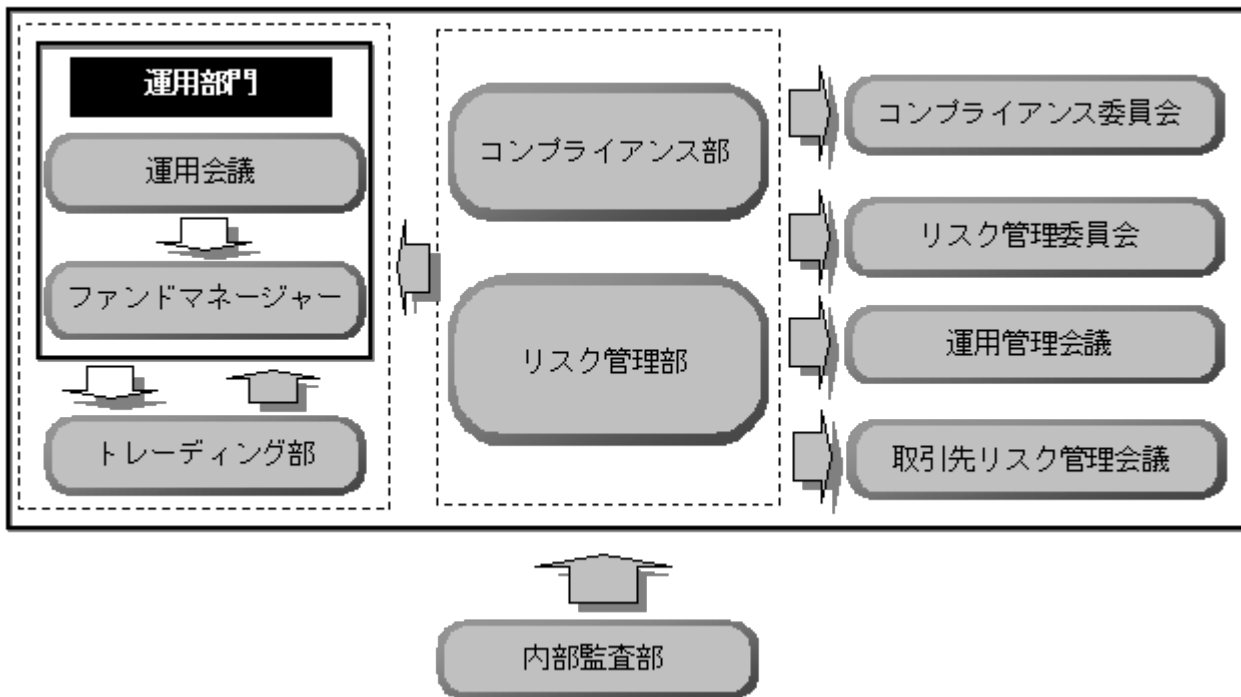 運用部門
運用会議
ファンドマネージャー
トレーディング部
コンプライアンス部
リスク管理部
コンプライアンス委員会
リスク管理委員会
運用管理会議
取引先リスク管理会議
内部監査部